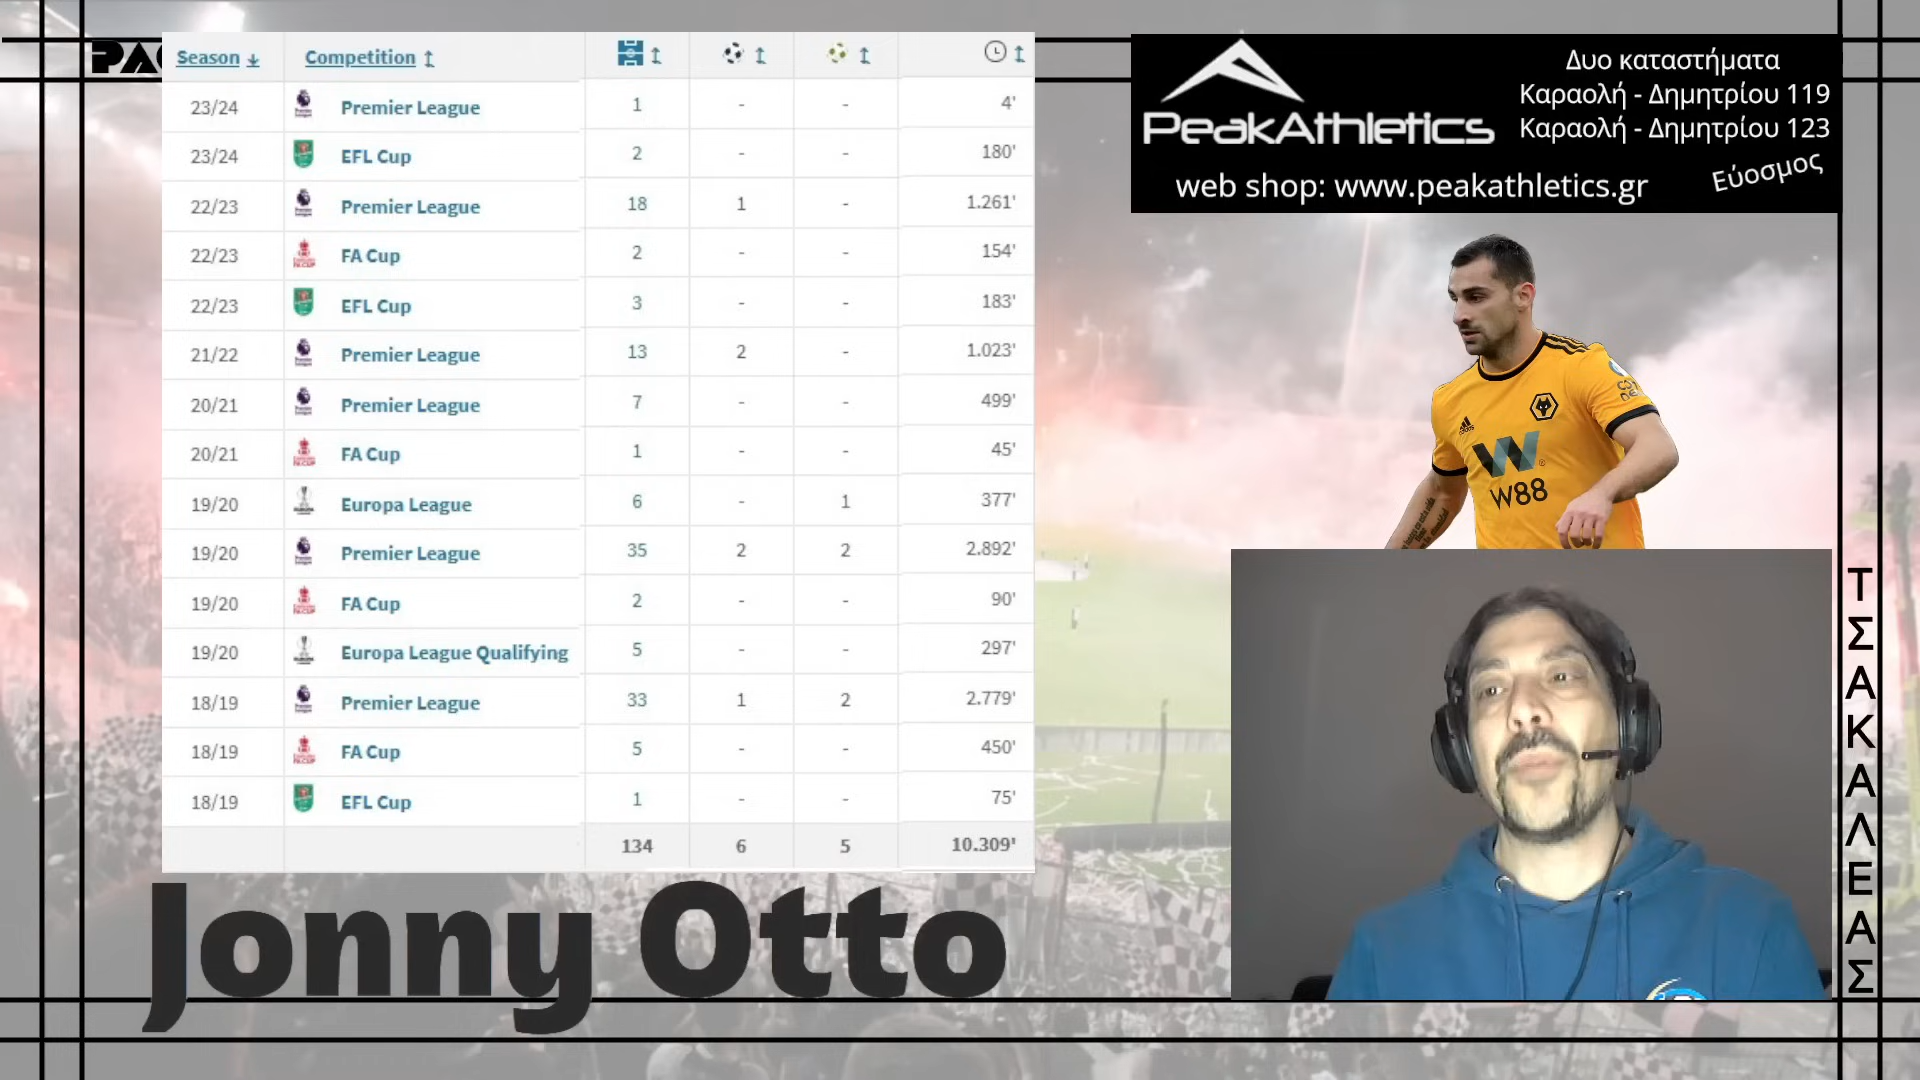 PAO
Season Competition
23/24 Premier League 1 - - 4'
23/24 EFL Cup 2 - - 180'
22/23 Premier League 18 1 - 1.261'
22/23 FA Cup 2 - - 154'
22/23 EFL Cup 3 - - 183'
21/22 Premier League 13 2 - 1.023'
20/21 Premier League 7 - - 499'
20/21 FA Cup 1 - - 45'
19/20 Europa League 6 - 1 377'
19/20 Premier League 35 2 2 2.892'
19/20 FA Cup 2 - - 90'
19/20 Europa League Qualifying 5 - - 297'
18/19 Premier League 33 1 2 2.779'
18/19 FA Cup 5 - - 450'
18/19 EFL Cup 1 - - 75'
134 6 5 10.309'
Jonny Otto
PeakAthletics
Δυο καταστήματα
Καραολή - Δημητρίου 119
Καραολή - Δημητρίου 123
Εύοσμος
web shop: www.peakathletics.gr
W88
ΤΣΑΚΑΛΕΑΣ